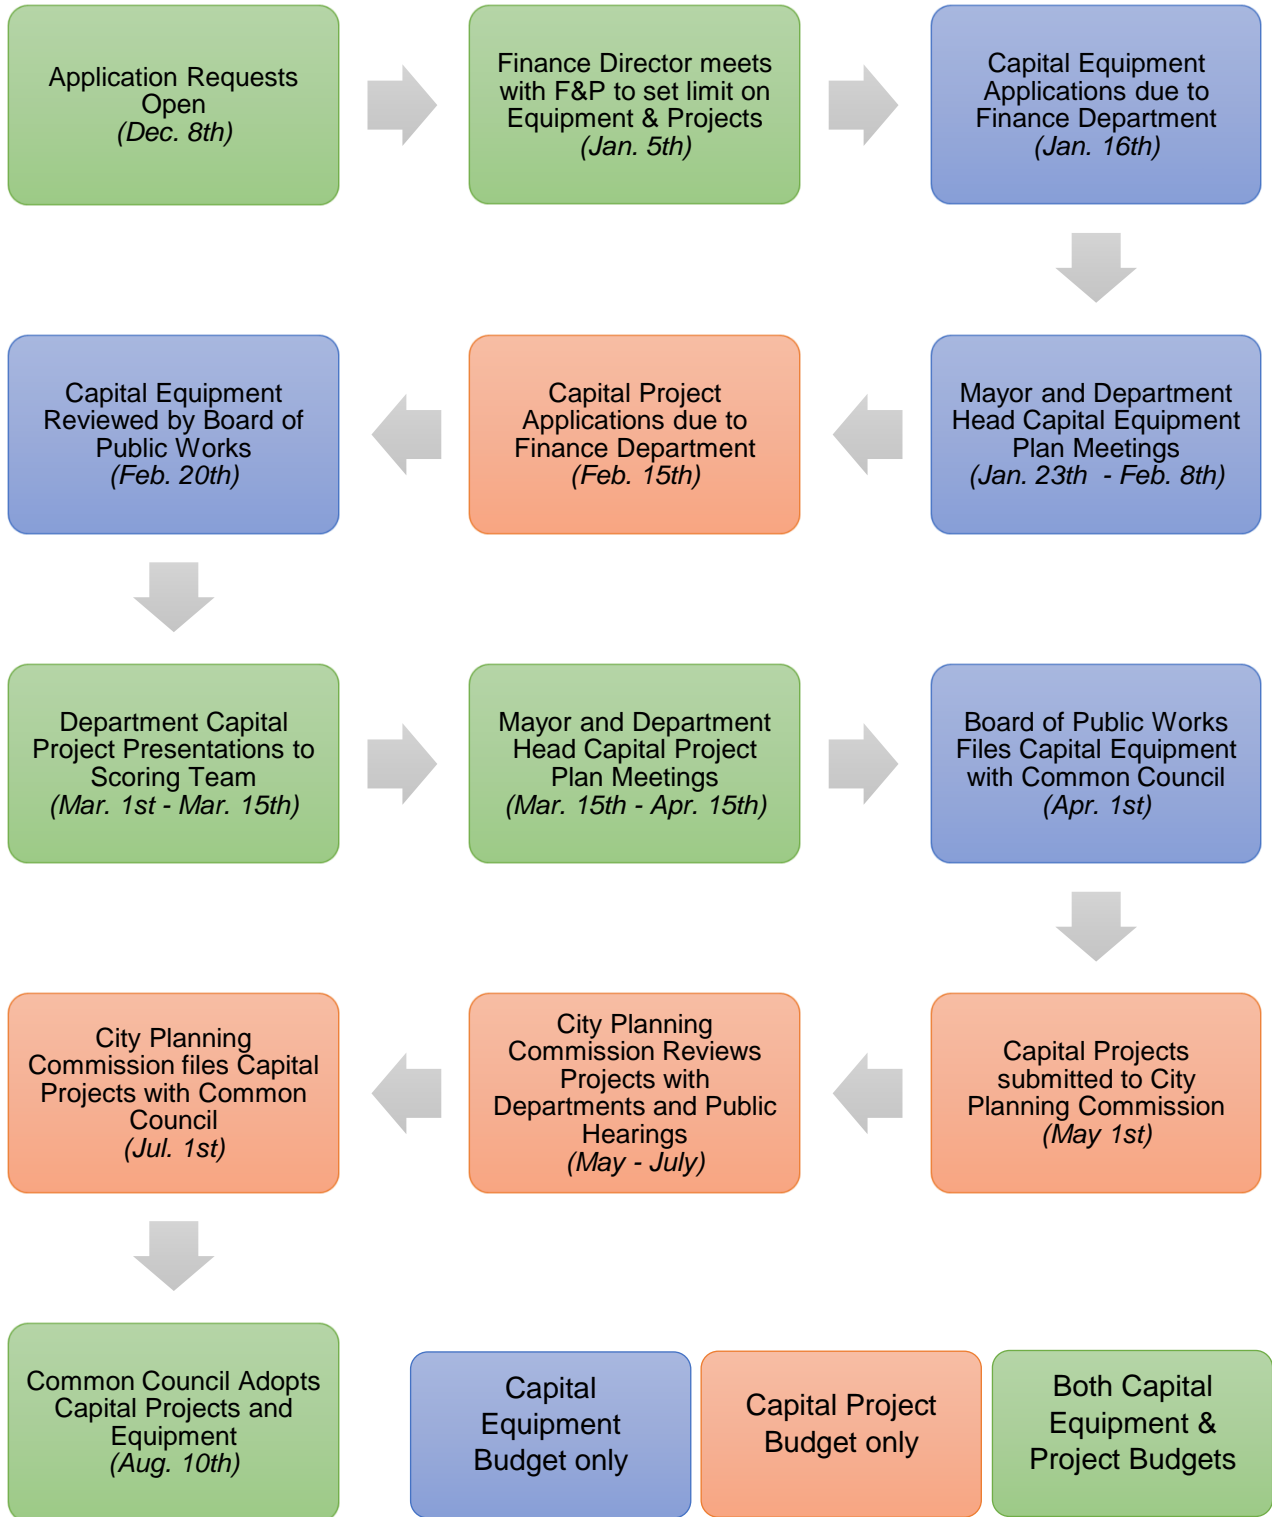 Application Requests
Open
(Dec. 8th)
Finance Director meets
with F&P to set limit on
Equipment & Projects
(Jan. 5th)
Capital Equipment
Applications due to
Finance Department
(Jan. 16th)
Mayor and Department
Head Capital Equipment
Plan Meetings
(Jan. 23th - Feb. 8th)
Capital Project
Applications due to
Finance Department
(Feb. 15th)
Capital Equipment
Reviewed by Board of
Public Works
(Feb. 20th)
Department Capital
Project Presentations to
Scoring Team
(Mar. 1st - Mar. 15th)
Mayor and Department
Head Capital Project
Plan Meetings
(Mar. 15th - Apr. 15th)
Board of Public Works
Files Capital Equipment
with Common Council
(Apr. 1st)
Capital Projects
submitted to City
Planning Commission
(May 1st)
City Planning
Commission Reviews
Projects with
Departments and Public
Hearings
(May - July)
City Planning
Commission files Capital
Projects with Common
Council
(Jul. 1st)
Common Council Adopts
Capital Projects and
Equipment
(Aug. 10th)
Capital
Equipment
Budget only
Capital Project
Budget only
Both Capital
Equipment &
Project Budgets